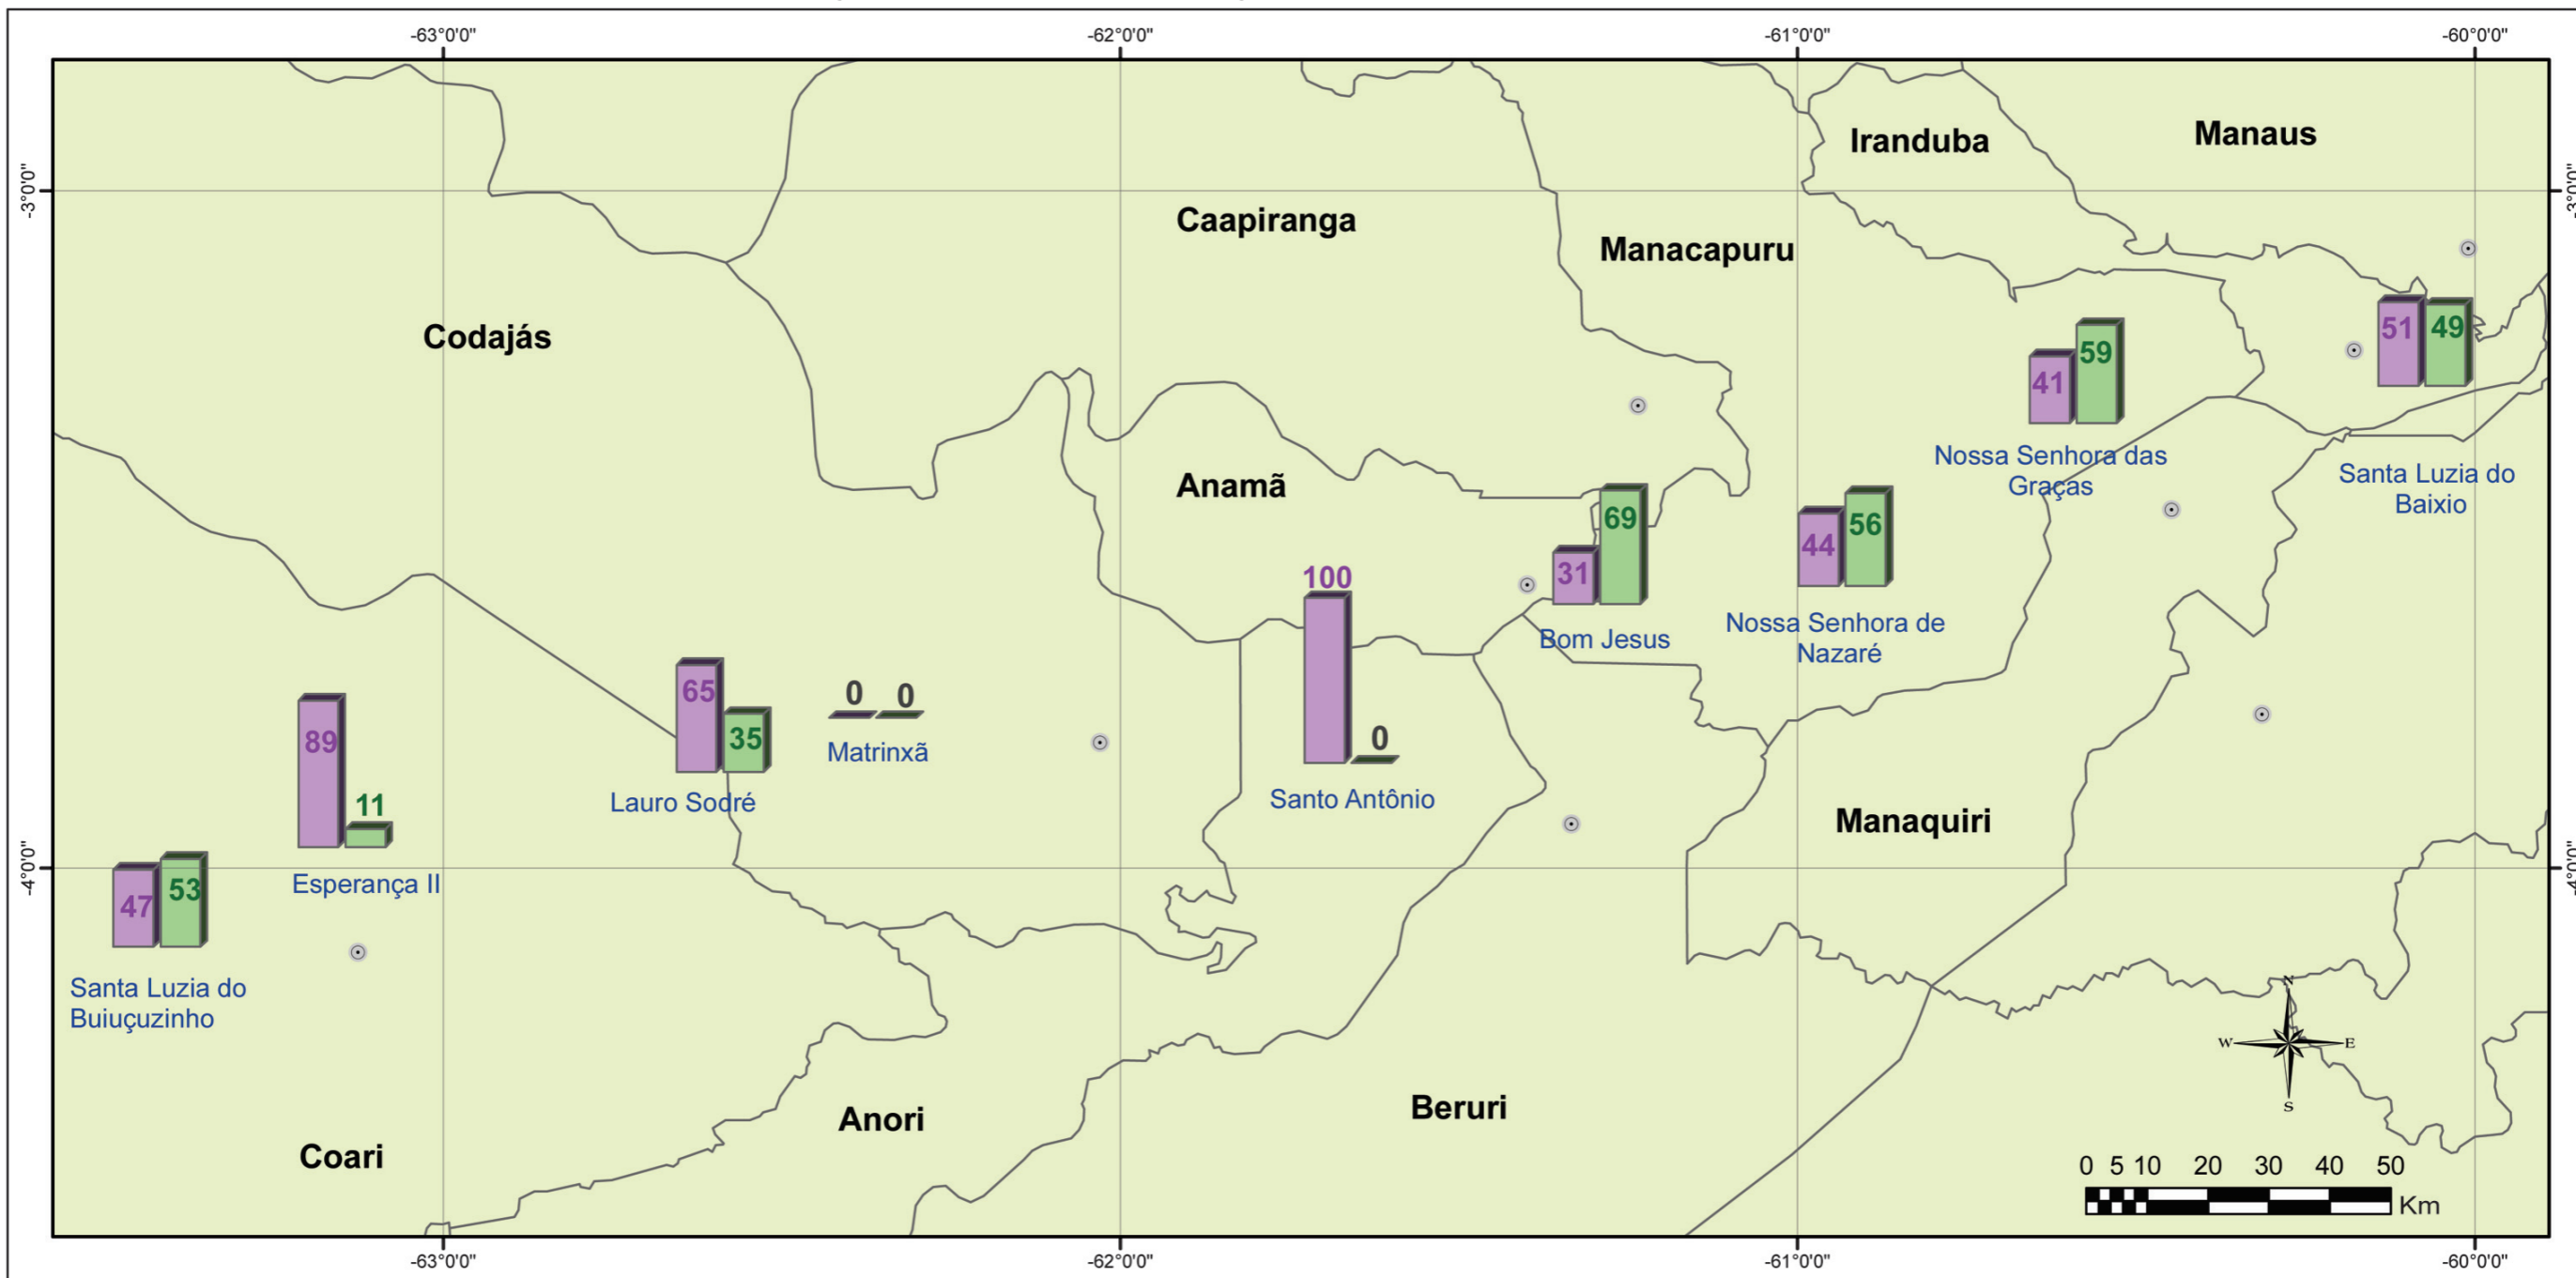 -63°0'0"
-62°0'0"
-61°0'0"
-60°0'0"
Iranduba
Manaus
-3°0'0"
-3°0'0"
Caapiranga
Manacapuru
Codajás
51
49
59
41
Nossa Senhora das
Graças
Santa Luzia do
Baixio
Anamã
69
31
Bom Jesus
44
56
Nossa Senhora de
Nazaré
100
0
Santo Antônio
65
35
Lauro Sodré
0
0
Matrinxã
89
11
Esperança II
Manaquiri
-4°0'0"
-4°0'0"
47
53
Santa Luzia do
Buiuçuzinho
N
W
E
S
Beruri
Anori
Coari
0 5 10 20 30 40 50
Km
-63°0'0"
-62°0'0"
-61°0'0"
-60°0'0"